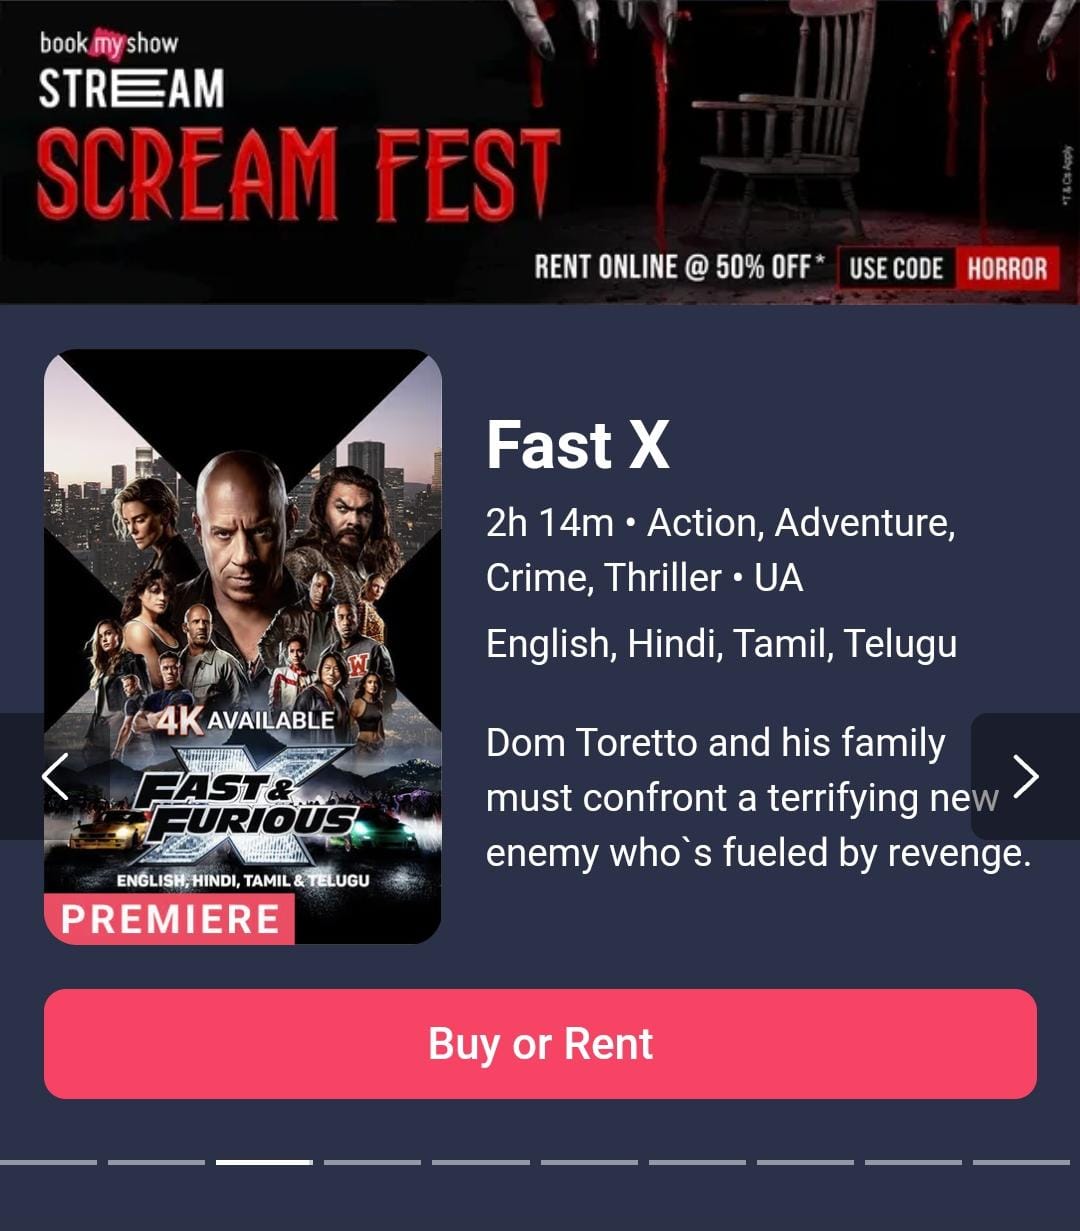 book my show
STREAM
SCREAM FEST
*T & Cs Apply
RENT ONLINE @ 50% OFF* USE CODE HORROR
Fast X
2h 14m • Action, Adventure,
Crime, Thriller • UA
English, Hindi, Tamil, Telugu
Dom Toretto and his family
must confront a terrifying new
enemy who`s fueled by revenge.
W
4K AVAILABLE
X
FAST &
FURIOUS
ENGLISH, HINDI, TAMIL & TELUGU
PREMIERE
Buy or Rent